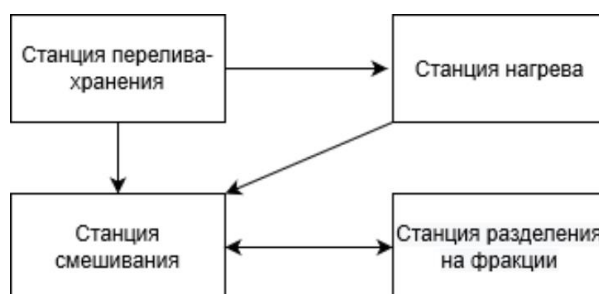 Станция перелива-
хранения
Станция нагрева
Станция
смешивания
Станция разделения
на фракции